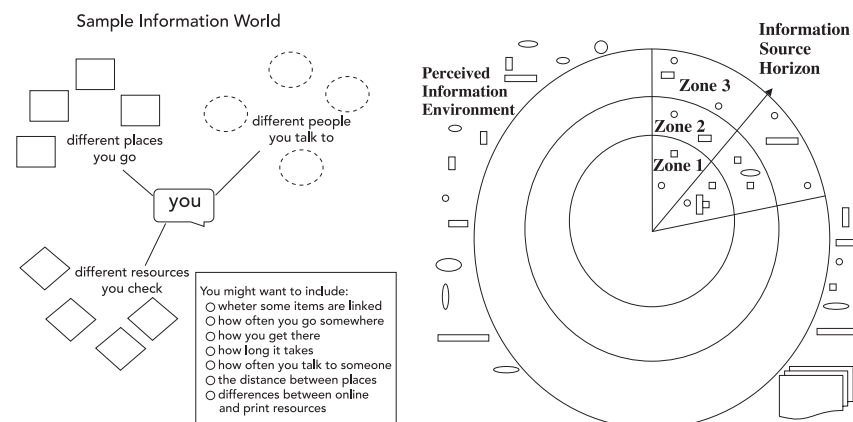 Sample Information World
different places
you go
different people
you talk to
you
different resources
you check
You might want to include:
wheter some items are linked
how often you go somewhere
how you get there
how long it takes
how often you talk to someone
the distance between places
differences between online
and print resources
Perceived
Information
Environment
Information
Source
Horizon
Zone 3
Zone 2
Zone 1